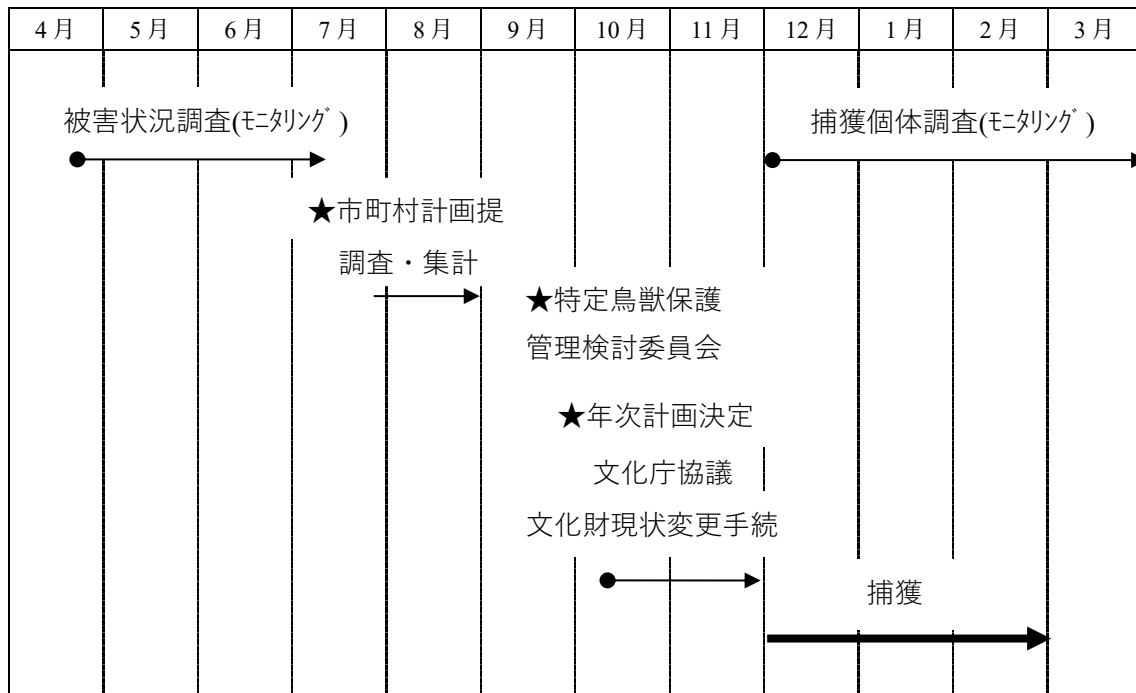 4月 5月 6月 7月 8月 9月 10月 11月 12月 1月 2月 3月
被害状況調査(ﾓﾆﾀﾘﾝｸﾞ)
捕獲個体調査(ﾓﾆﾀﾘﾝｸﾞ)
★市町村計画提
調査・集計
★特定鳥獣保護
管理検討委員会
★年次計画決定
文化庁協議
文化財現状変更手続
捕獲